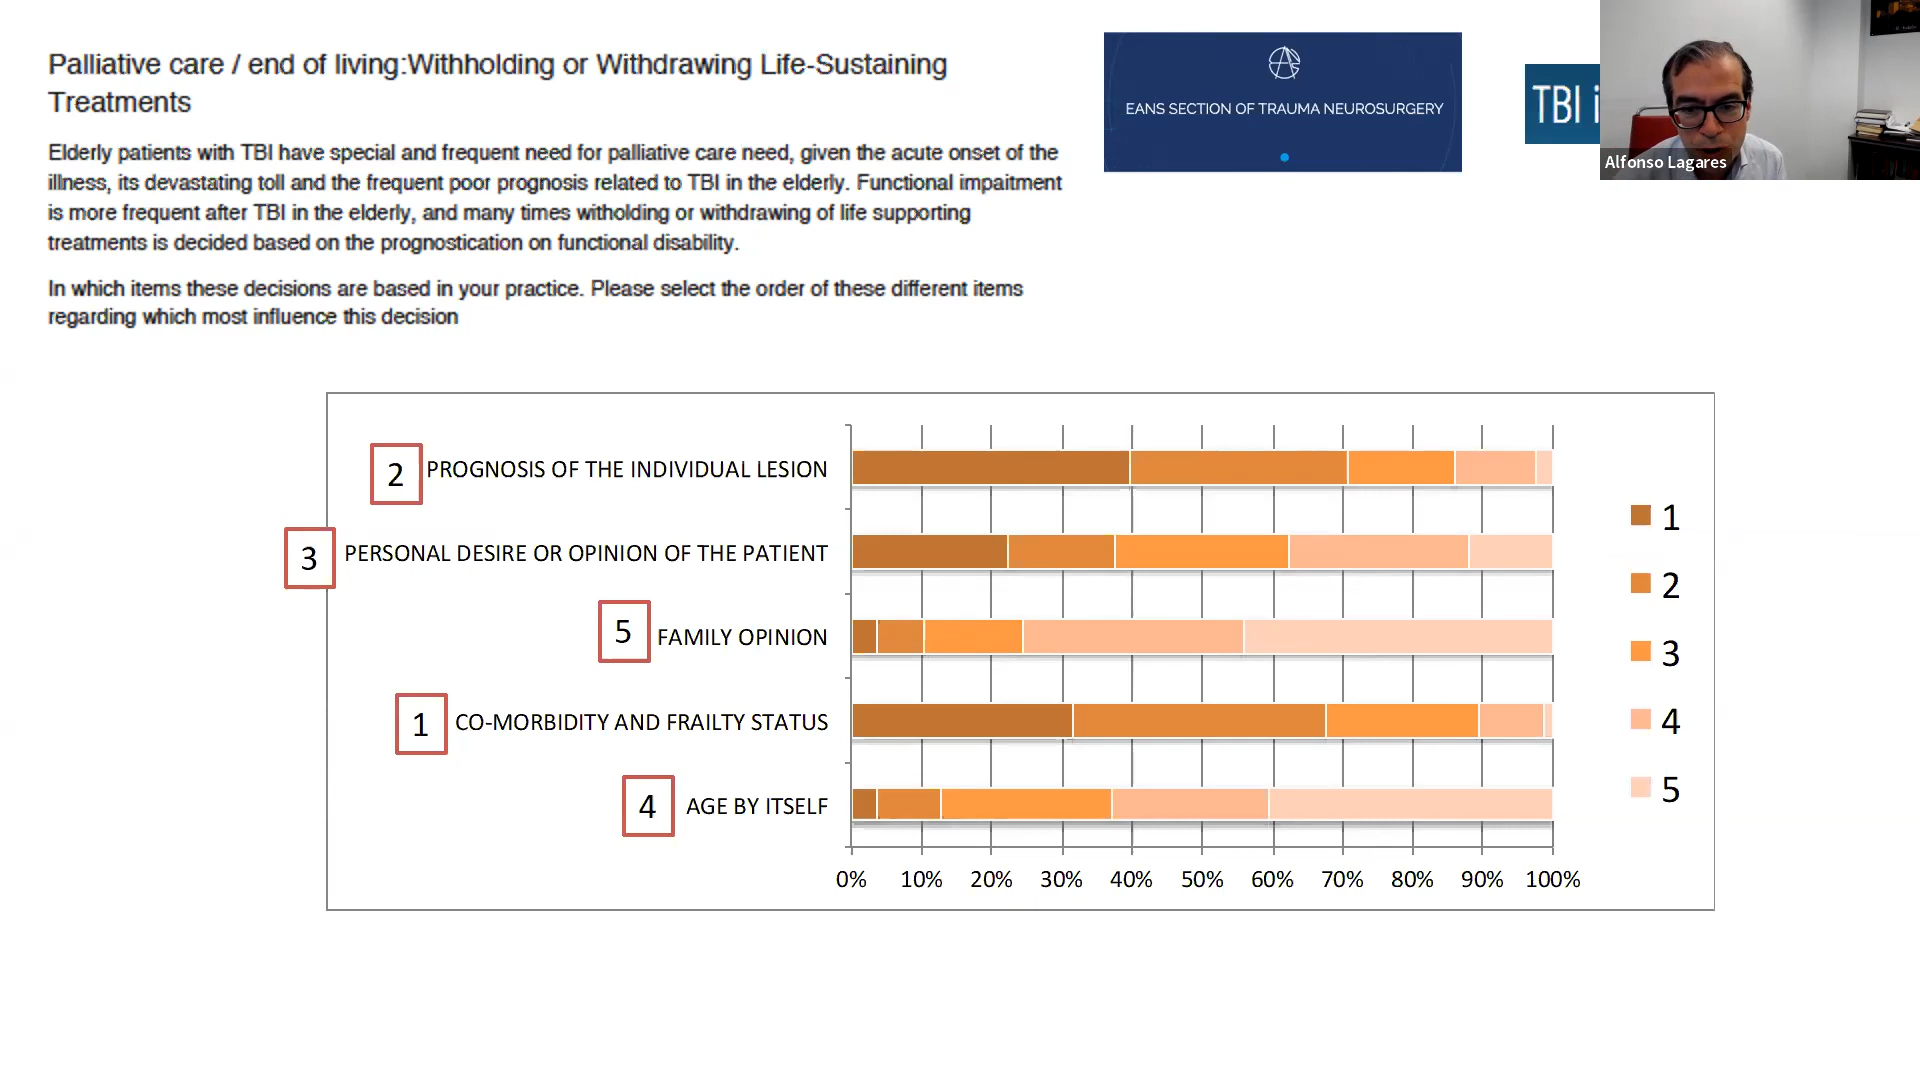 Palliative care / end of living:Withholding or Withdrawing Life-Sustaining
Treatments
Elderly patients with TBI have special and frequent need for palliative care need, given the acute onset of the
illness, its devastating toll and the frequent poor prognosis related to TBI in the elderly. Functional impaitment
is more frequent after TBI in the elderly, and many times witholding or withdrawing of life supporting
treatments is decided based on the prognostication on functional disability.
In which items these decisions are based in your practice. Please select the order of these different items
regarding which most influence this decision
EANS SECTION OF TRAUMA NEUROSURGERY
TBI i
Alfonso Lagares
2 PROGNOSIS OF THE INDIVIDUAL LESION
3 PERSONAL DESIRE OR OPINION OF THE PATIENT
5 FAMILY OPINION
1 CO-MORBIDITY AND FRAILTY STATUS
4 AGE BY ITSELF
0% 10% 20% 30% 40% 50% 60% 70% 80% 90% 100%
1
2
3
4
5